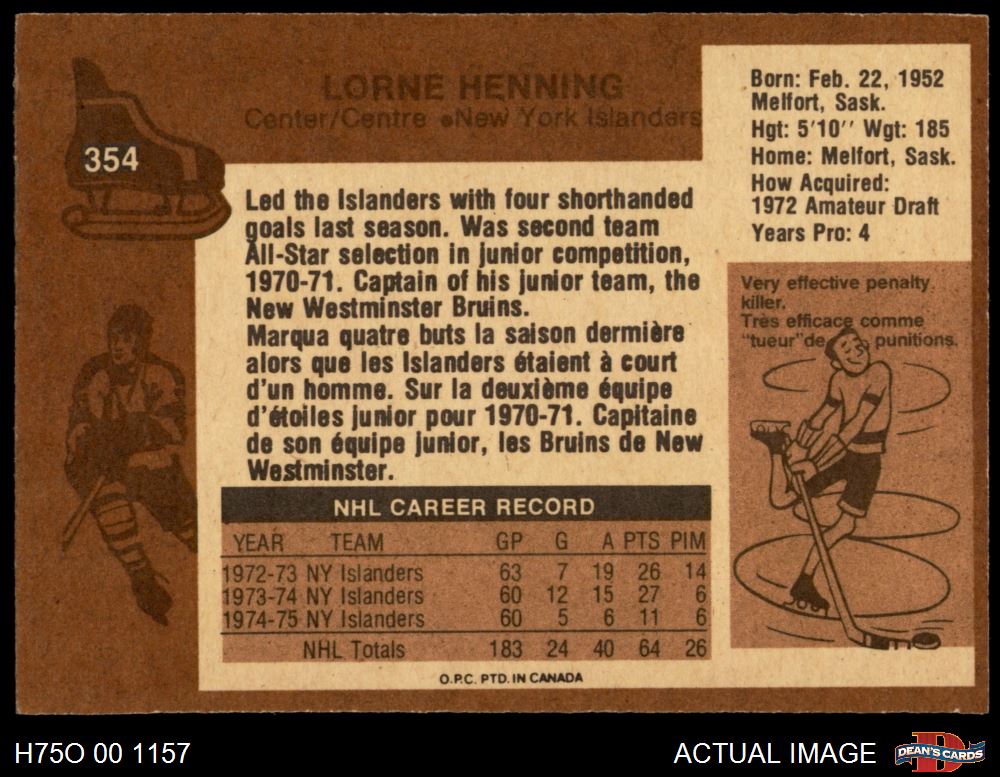 LORNE HENNING
Center/Centre •New York Islanders
354
Born: Feb. 22, 1952
Melfort, Sask.
Hgt: 5'10'' Wgt: 185
Home: Melfort, Sask.
How Acquired:
1972 Amateur Draft
Years Pro: 4
Led the Islanders with four shorthanded
goals last season. Was second team
All-Star selection in junior competition,
1970-71. Captain of his junior team, the
New Westminster Bruins.
Marqua quatre buts la saison dermière
alors que les Islanders étaient à court
d'un homme. Sur la deuxième équipe
d'étoiles junior pour 1970-71. Capitaine
de son équipe junior, les Bruins de New
Westminster.
Very effective penalty
killer.
Très efficace comme
"tueur" de punitions.
NHL CAREER RECORD
YEAR TEAM GP G A PTS PIM
1972-73 NY Islanders 63 7 19 26 14
1973-74 NY Islanders 60 12 15 27 6
1974-75 NY Islanders 60 5 6 11 6
NHL Totals 183 24 40 64 26
O.P.C. PTD. IN CANADA
H75O 00 1157
ACTUAL IMAGE
DEAN'S CARDS